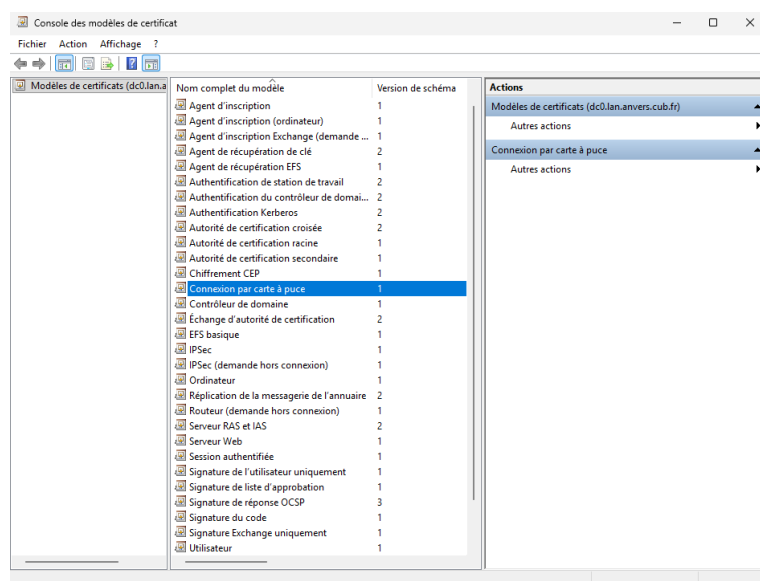 Console des modèles de certificat
Fichier Action Affichage ?
Modèles de certificats (dc0.lan.a
Nom complet du modèle Version de schéma
Agent d'inscription 1
Agent d'inscription (ordinateur) 1
Agent d'inscription Exchange (demande ... 1
Agent de récupération de clé 2
Agent de récupération EFS 1
Authentification de station de travail 2
Authentification du contrôleur de domai... 2
Authentification Kerberos 2
Autorité de certification croisée 2
Autorité de certification racine 1
Autorité de certification secondaire 1
Chiffrement CEP 1
Connexion par carte à puce 1
Contrôleur de domaine 1
Échange d'autorité de certification 2
EFS basique 1
IPSec 1
IPSec (demande hors connexion) 1
Ordinateur 1
Réplication de la messagerie de l'annuaire 2
Routeur (demande hors connexion) 1
Serveur RAS et IAS 2
Serveur Web 1
Session authentifiée 1
Signature de l'utilisateur uniquement 1
Signature de liste d'approbation 1
Signature de réponse OCSP 3
Signature du code 1
Signature Exchange uniquement 1
Utilisateur 1
Actions
Modèles de certificats (dc0.lan.anvers.cub.fr)
Autres actions
Connexion par carte à puce
Autres actions